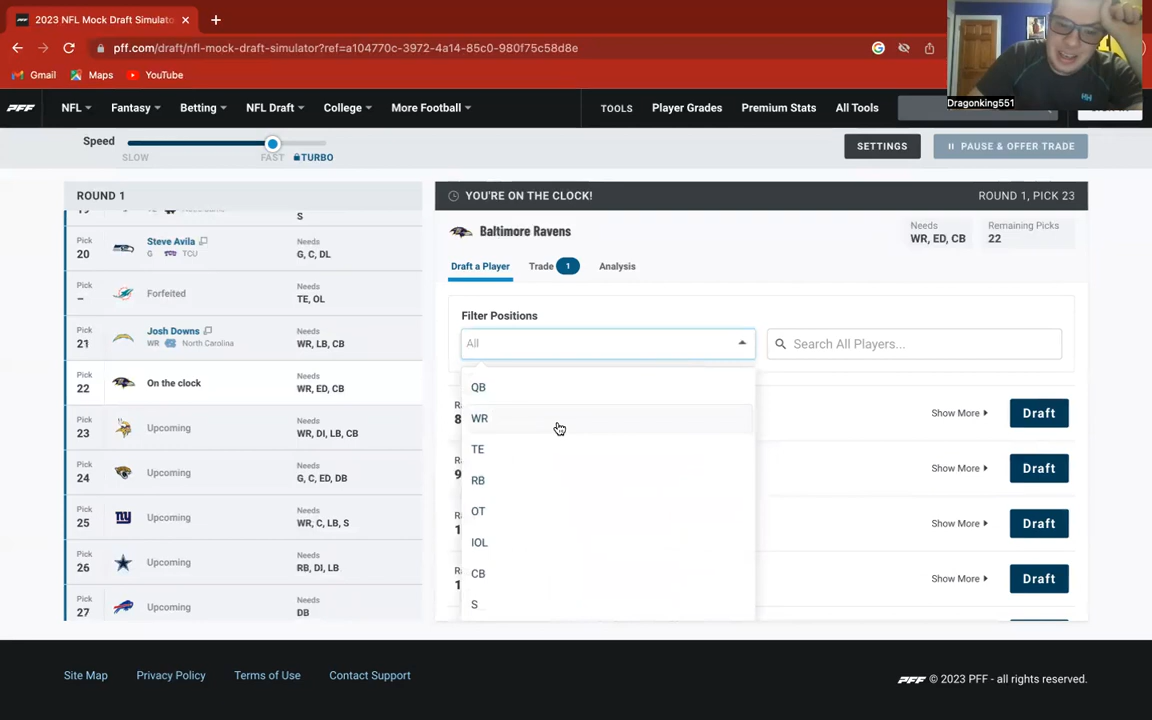 2023 NFL Mock Draft Simulato
pff.com/draft/nfl-mock-draft-simulator?ref=a104770c-3972-4a14-85c0-980f75c58d8e
Gmail Maps YouTube
Dragonking551
PFF NFL Fantasy Betting NFL Draft College More Football TOOLS Player Grades Premium Stats All Tools
Speed
SLOW FAST TURBO
SETTINGS
PAUSE & OFFER TRADE
ROUND 1
S
Pick 20
Steve Avila
G TCU
Needs
G, C, DL
Pick
–
Forfeited
Needs
TE, OL
Pick 21
Josh Downs
WR North Carolina
Needs
WR, LB, CB
Pick 22
On the clock
Needs
WR, ED, CB
Pick 23
Upcoming
Needs
WR, DI, LB, CB
Pick 24
Upcoming
Needs
G, C, ED, DB
Pick 25
Upcoming
Needs
WR, C, LB, S
Pick 26
Upcoming
Needs
RB, DI, LB
Pick 27
Upcoming
Needs
DB
YOU'RE ON THE CLOCK!
ROUND 1, PICK 23
Baltimore Ravens
Needs
WR, ED, CB
Remaining Picks
22
Draft a Player Trade 1 Analysis
Filter Positions
All
Search All Players...
QB
WR
TE
RB
OT
IOL
CB
S
Show More Draft
Show More Draft
Show More Draft
Show More Draft
Site Map Privacy Policy Terms of Use Contact Support
PFF © 2023 PFF - all rights reserved.